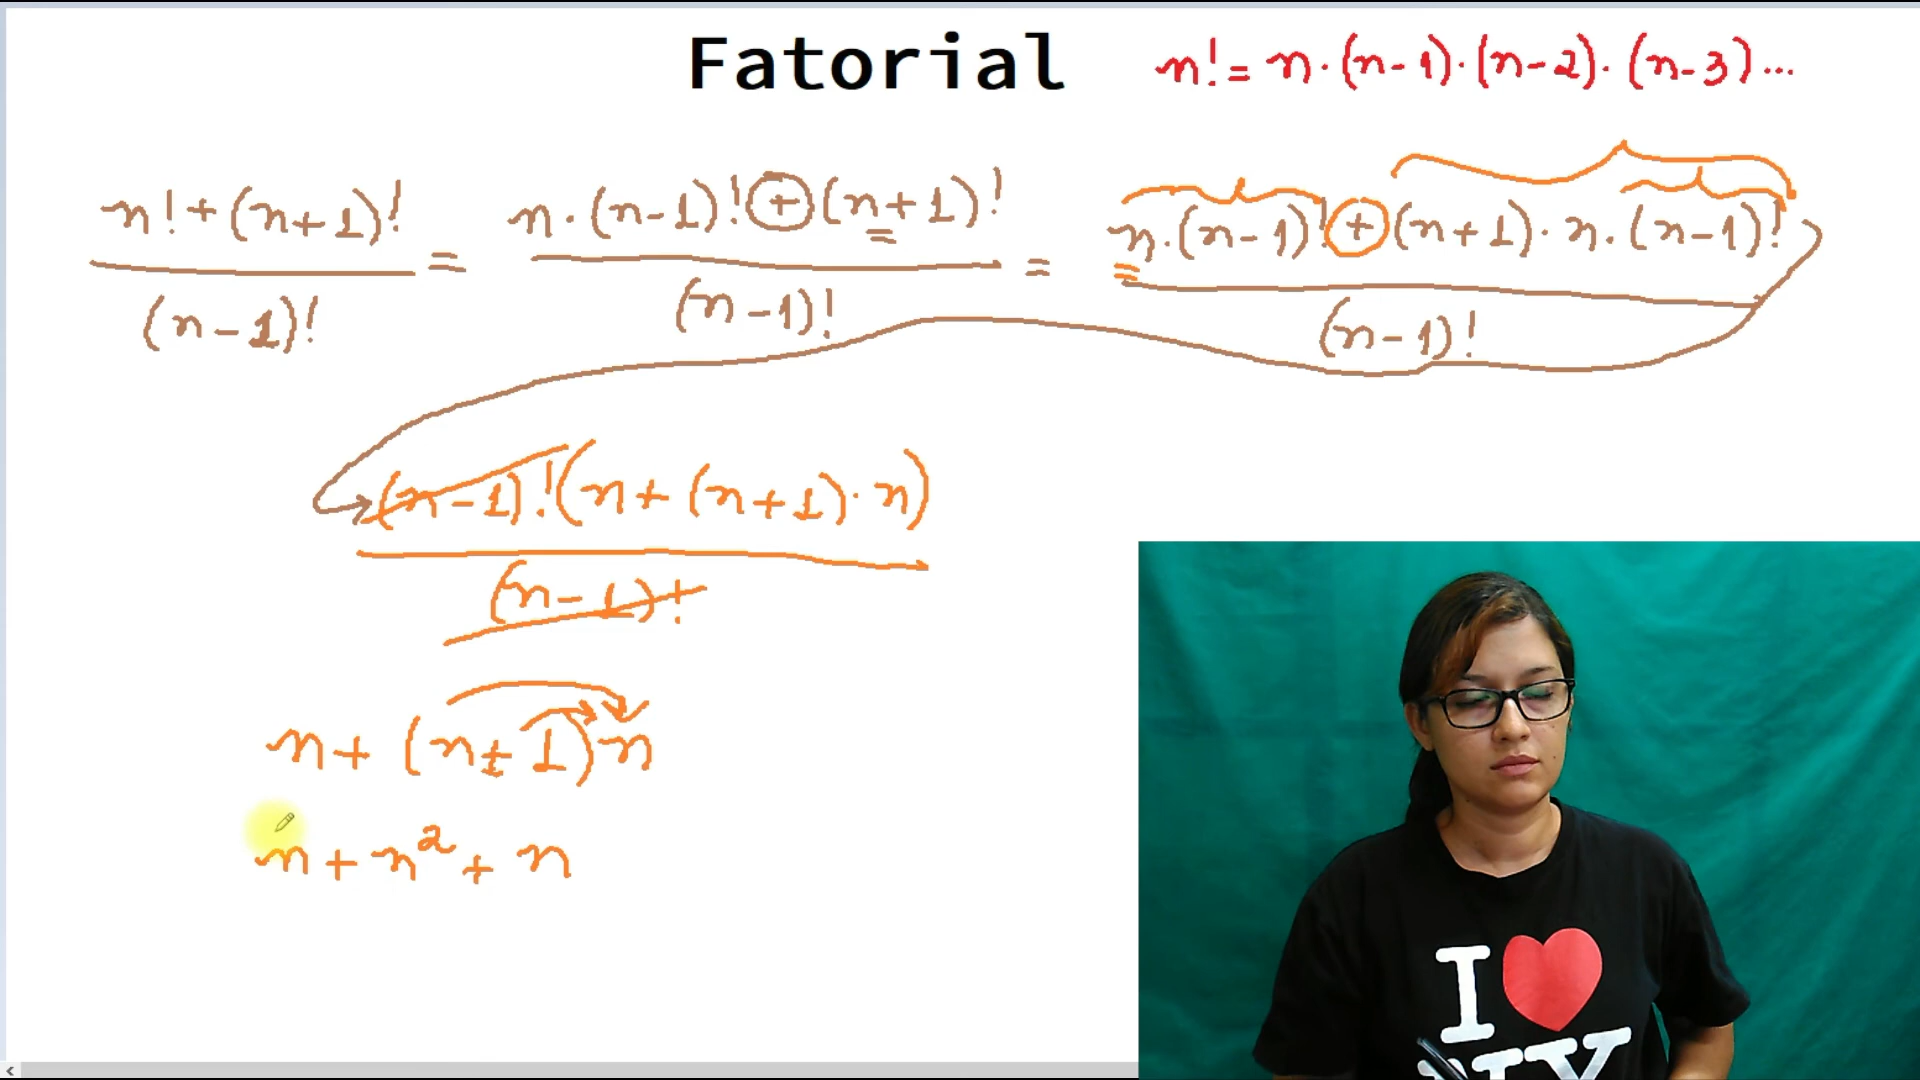 Fatorial
n! = n · (n-1) · (n-2) · (n-3) ...
n! + (n+1)! / (n-1)! = n · (n-1)! + (n+1)! / (n-1)! = n · (n-1)! + (n+1) · n · (n-1)! / (n-1)!
(n-1)! (n + (n+1) · n) / (n-1)!
n + (n+1) n
n + n² + n
I ❤
NY